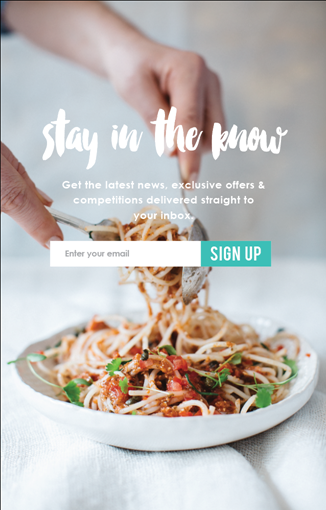 stay in the know
Get the latest news, exclusive offers &
competitions delivered straight to
your inbox.
Enter your email
SIGN UP